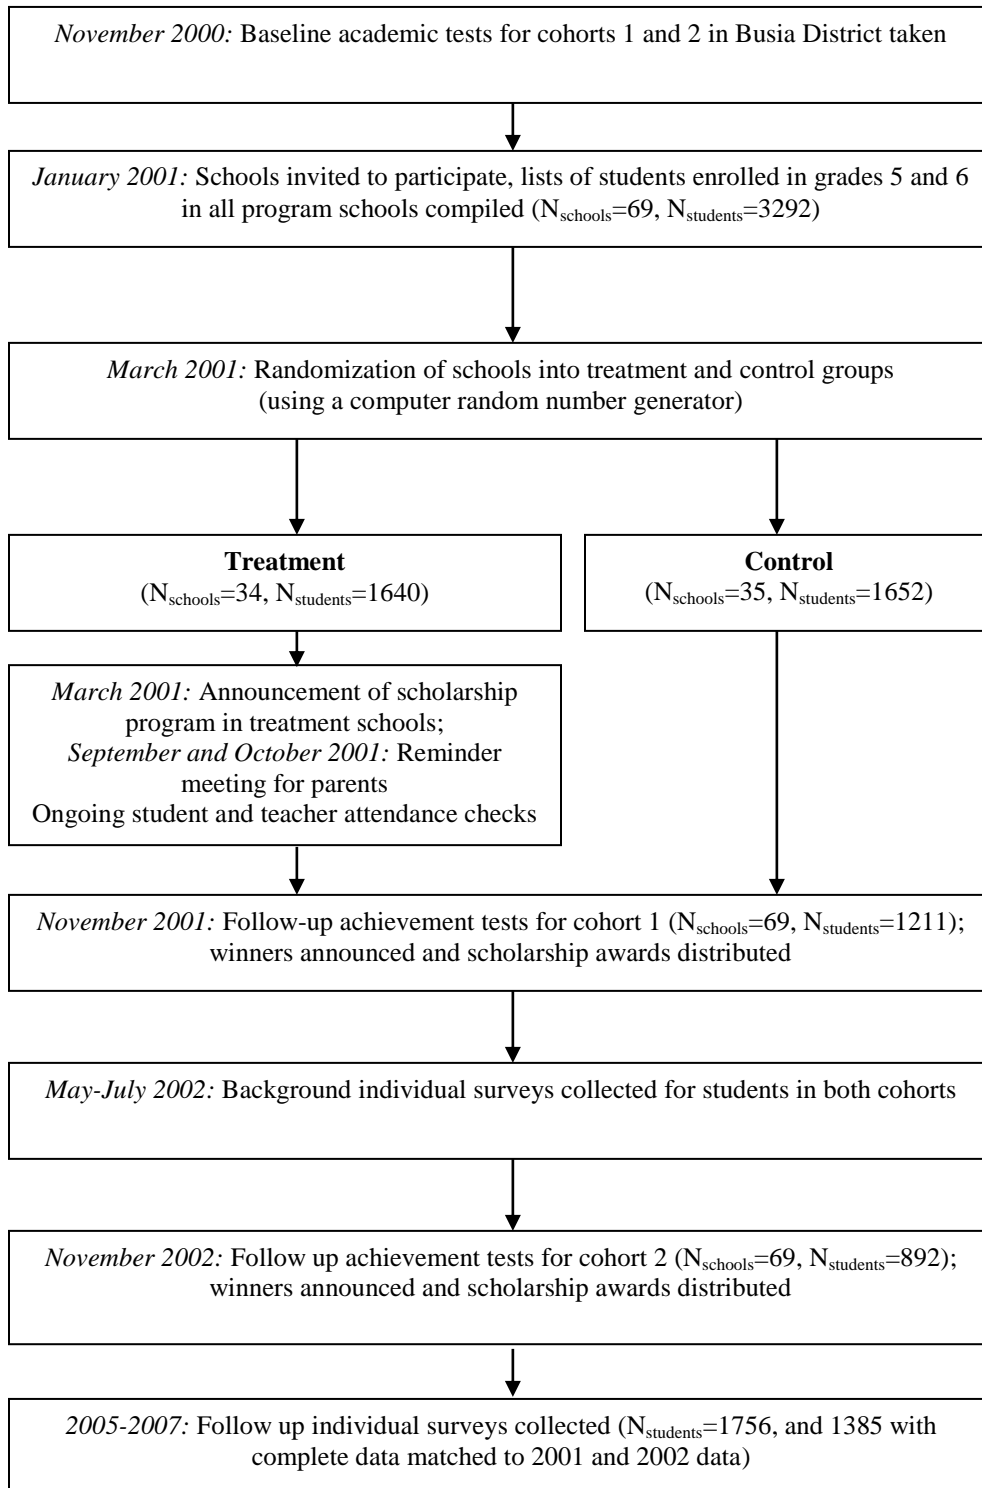 November 2000: Baseline academic tests for cohorts 1 and 2 in Busia District taken
January 2001: Schools invited to participate, lists of students enrolled in grades 5 and 6
in all program schools compiled (Nschools=69, Nstudents=3292)
March 2001: Randomization of schools into treatment and control groups
(using a computer random number generator)
Treatment
(Nschools=34, Nstudents=1640)
Control
(Nschools=35, Nstudents=1652)
March 2001: Announcement of scholarship
program in treatment schools;
September and October 2001: Reminder
meeting for parents
Ongoing student and teacher attendance checks
November 2001: Follow-up achievement tests for cohort 1 (Nschools=69, Nstudents=1211);
winners announced and scholarship awards distributed
May-July 2002: Background individual surveys collected for students in both cohorts
November 2002: Follow up achievement tests for cohort 2 (Nschools=69, Nstudents=892);
winners announced and scholarship awards distributed
2005-2007: Follow up individual surveys collected (Nstudents=1756, and 1385 with
complete data matched to 2001 and 2002 data)